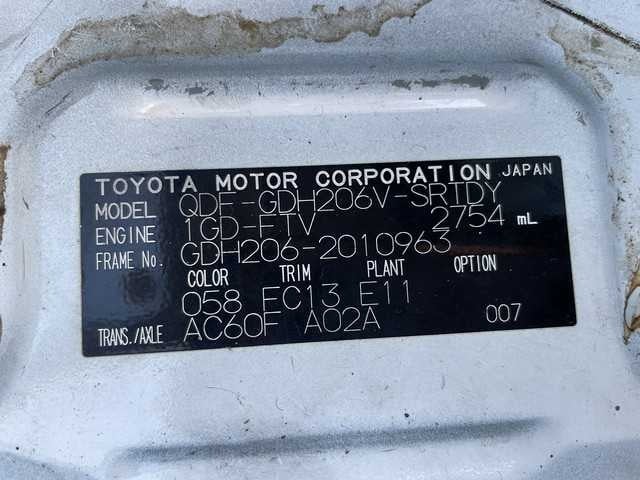 TOYOTA MOTOR CORPORATION JAPAN
MODEL QDF-GDH206V-SRTDY
ENGINE 1GD-FTV 2754 mL
FRAME No. GDH206-2010963
COLOR TRIM PLANT OPTION
058 FC13 E11
TRANS./AXLE AC60F A02A 007